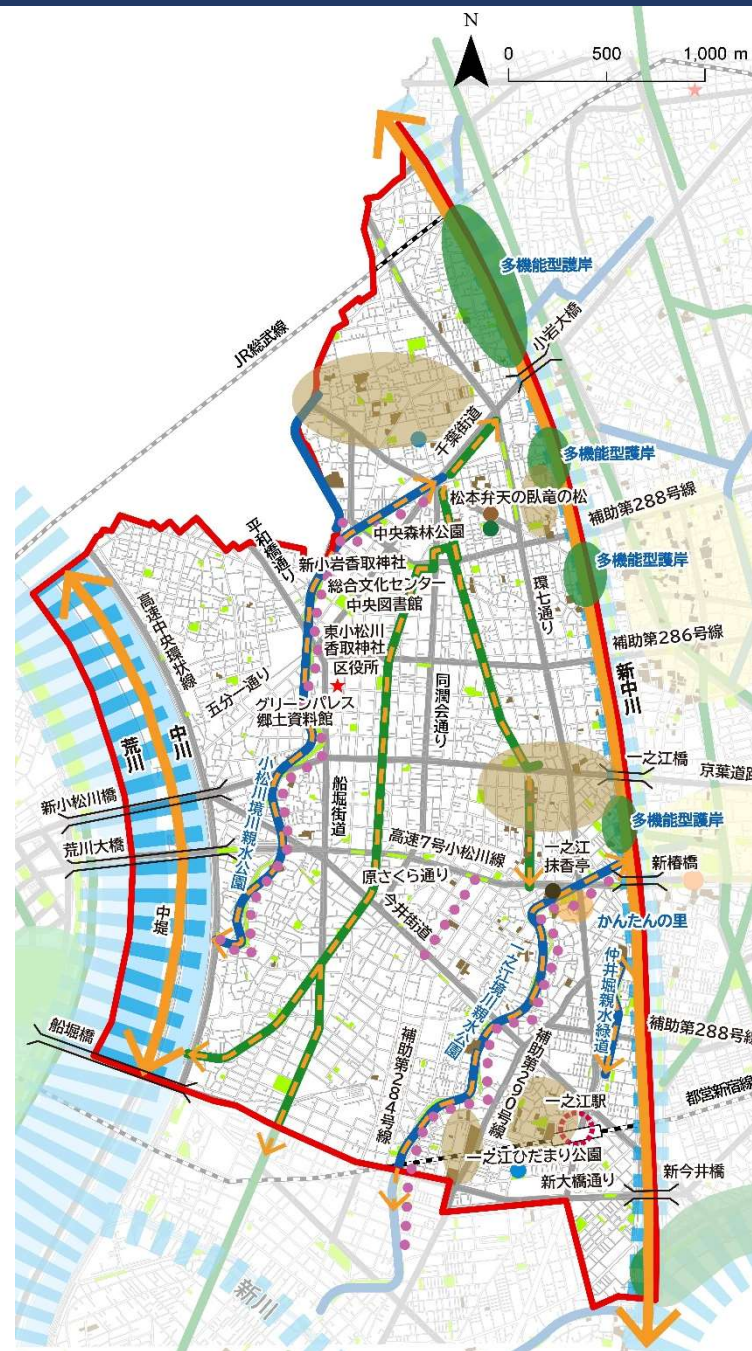 N
0 500 1,000 m
多機能型護岸
小岩大橋
JR総武線
千葉街道
多機能型護岸
松本弁天の臥竜の松
補助第288号線
平和橋通り
中央森林公園
新小岩香取神社
総合文化センター
中央図書館
多機能型護岸
環七通り
高速中央環状線
東小松川
香取神社
区役所
補助第286号線
五分一通り
同潤会通り
新中川
中川
荒川
グリーンパレス
郷土資料館
一之江橋
京葉道路
新小松川橋
小松川境川親水公園
船堀街道
多機能型護岸
荒川大橋
高速7号小松川線
一之江
抹香亭
新椿橋
原さくら通り
中堤
今井街道
かんたんの里
一之江境川親水公園
仲井堀親水緑道
船堀橋
補助第284号線
補助第290号線
補助第288号線
都営新宿線
一之江駅
一之江ひだまり公園
新大橋通り
新今井橋
新川